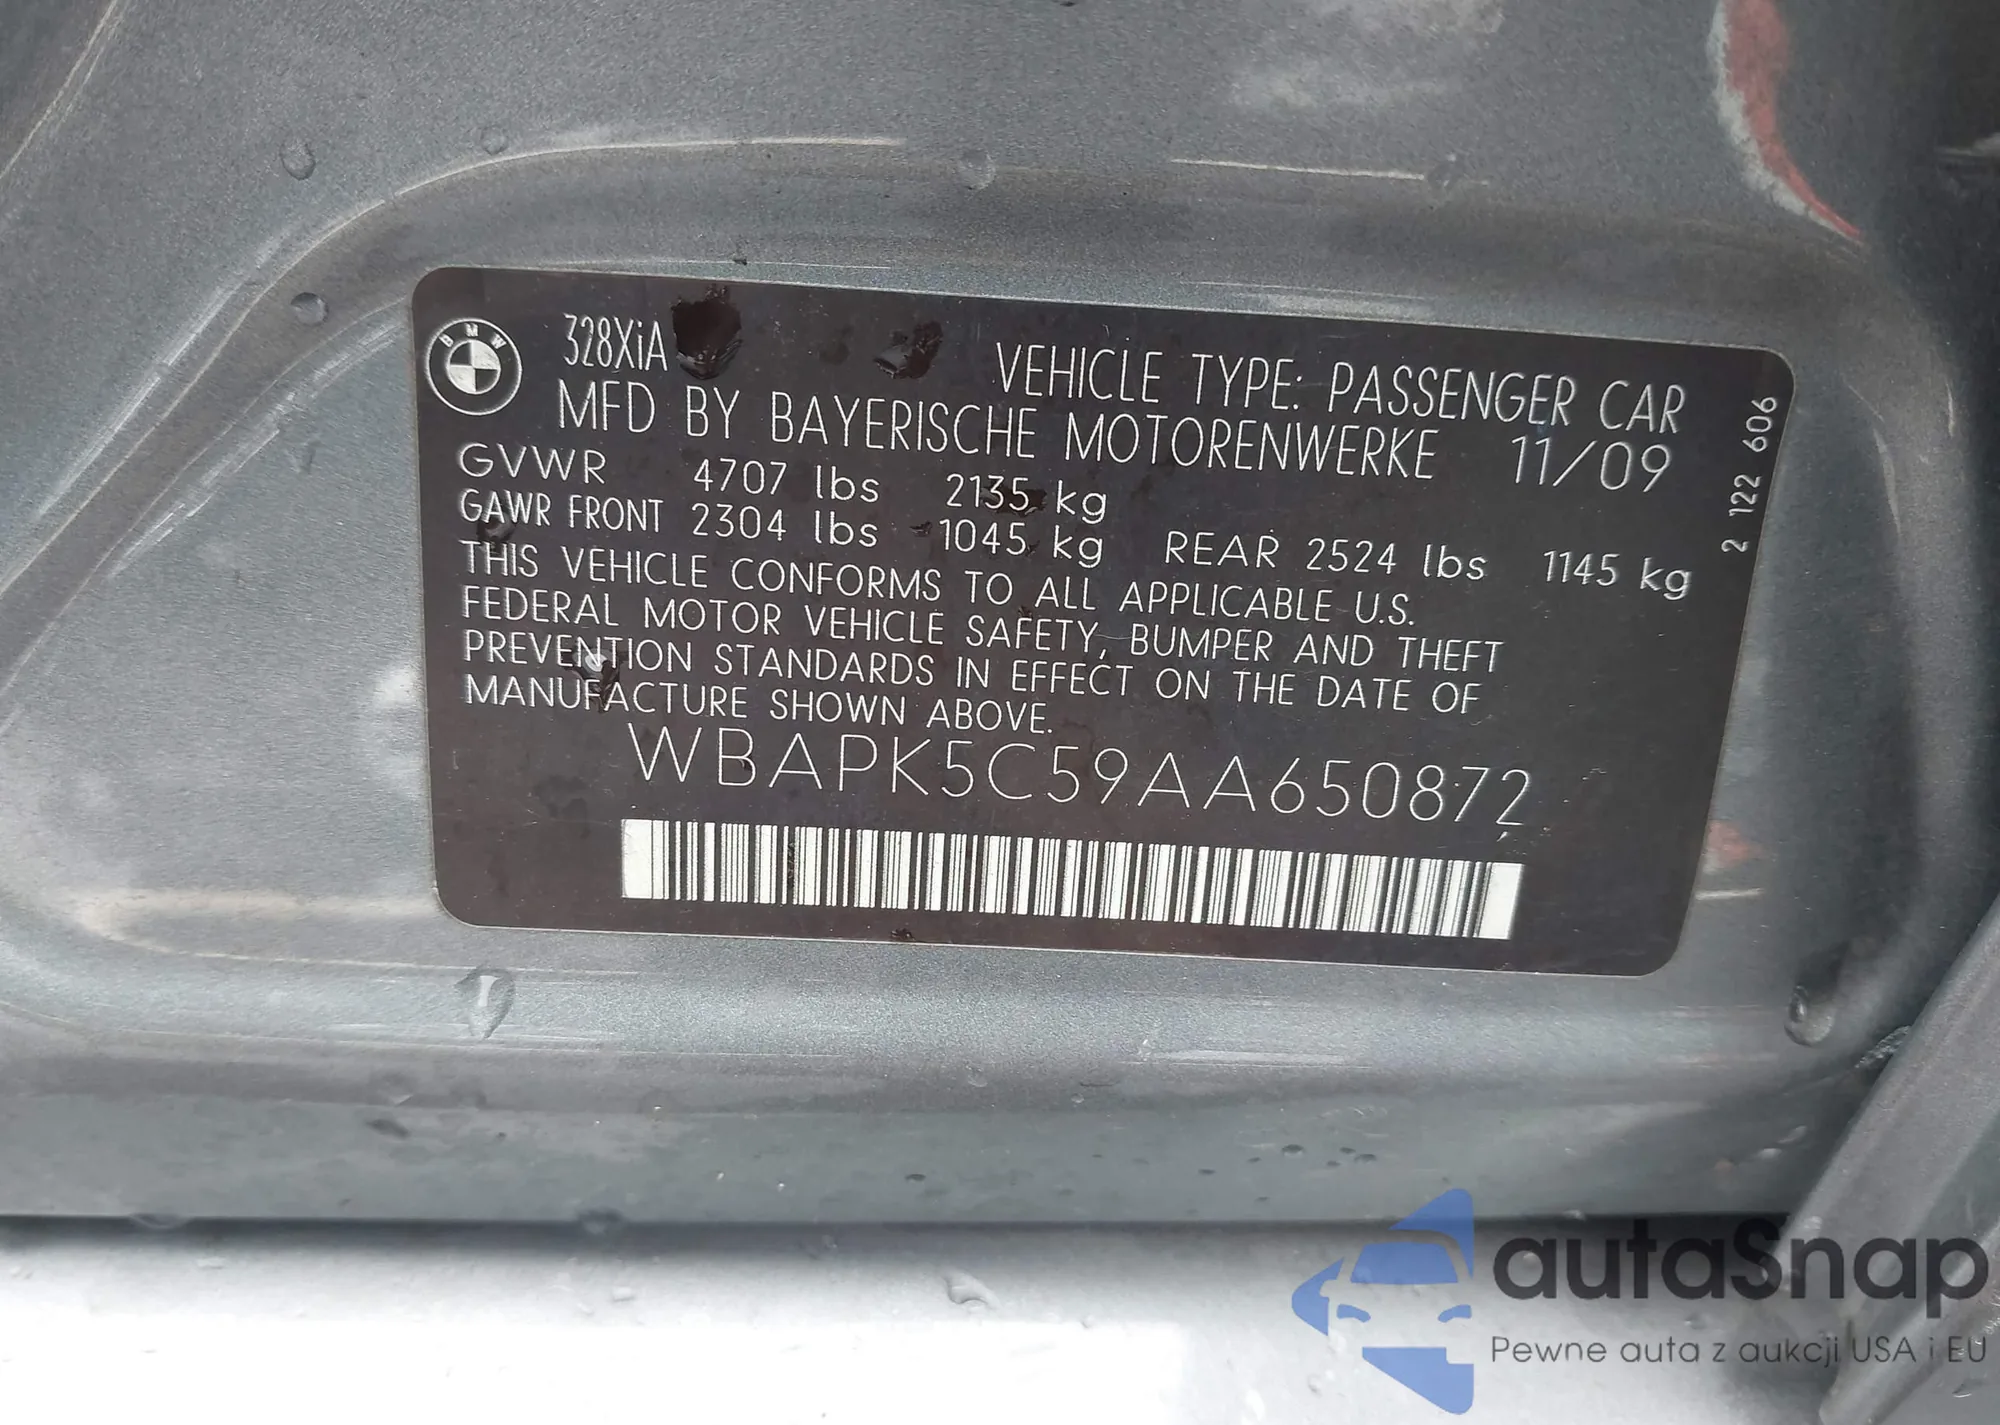 BMW
328XiA
VEHICLE TYPE: PASSENGER CAR
MFD BY BAYERISCHE MOTORENWERKE 11/09
GVWR 4707 lbs 2135 kg
GAWR FRONT 2304 lbs 1045 kg REAR 2524 lbs 1145 kg
THIS VEHICLE CONFORMS TO ALL APPLICABLE U.S.
FEDERAL MOTOR VEHICLE SAFETY, BUMPER AND THEFT
PREVENTION STANDARDS IN EFFECT ON THE DATE OF
MANUFACTURE SHOWN ABOVE.
WBAPK5C59AA650872
2 122 606
autaSnap
Pewne auta z aukcji USA i EU